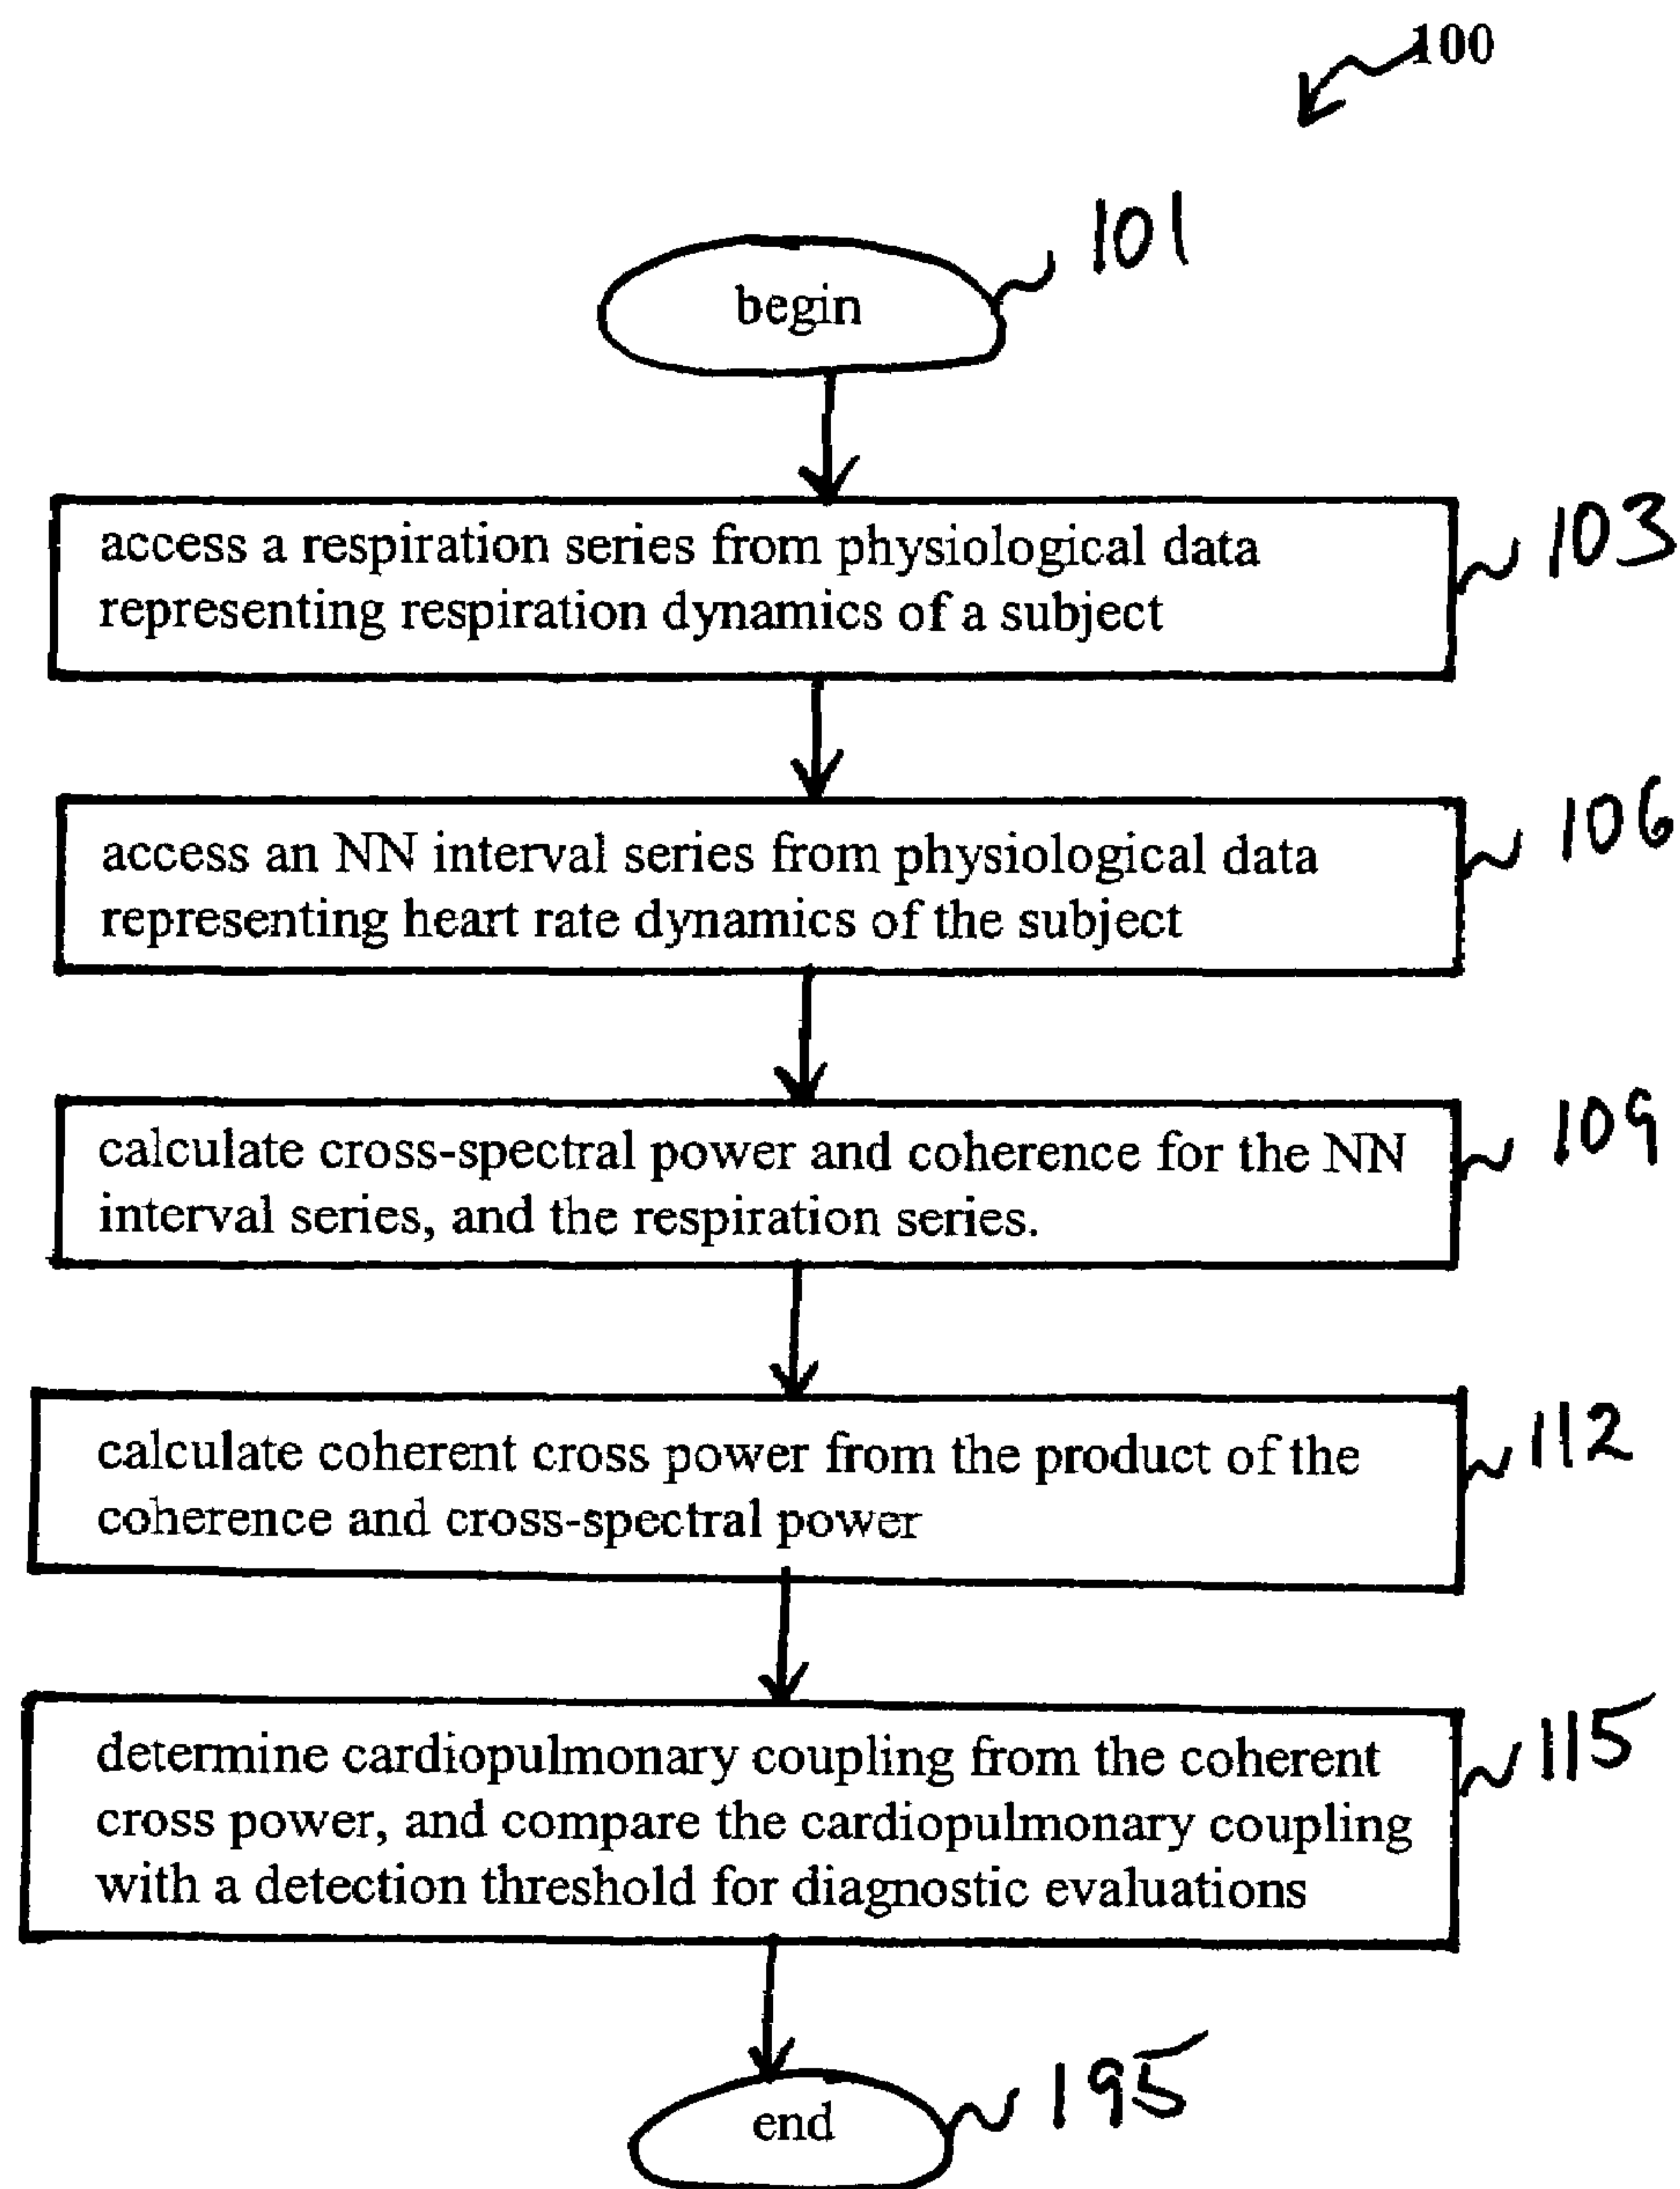 100
101
begin
access a respiration series from physiological data
representing respiration dynamics of a subject
103
access an NN interval series from physiological data
representing heart rate dynamics of the subject
106
calculate cross-spectral power and coherence for the NN
interval series, and the respiration series.
109
calculate coherent cross power from the product of the
coherence and cross-spectral power
112
determine cardiopulmonary coupling from the coherent
cross power, and compare the cardiopulmonary coupling
with a detection threshold for diagnostic evaluations
115
end
195